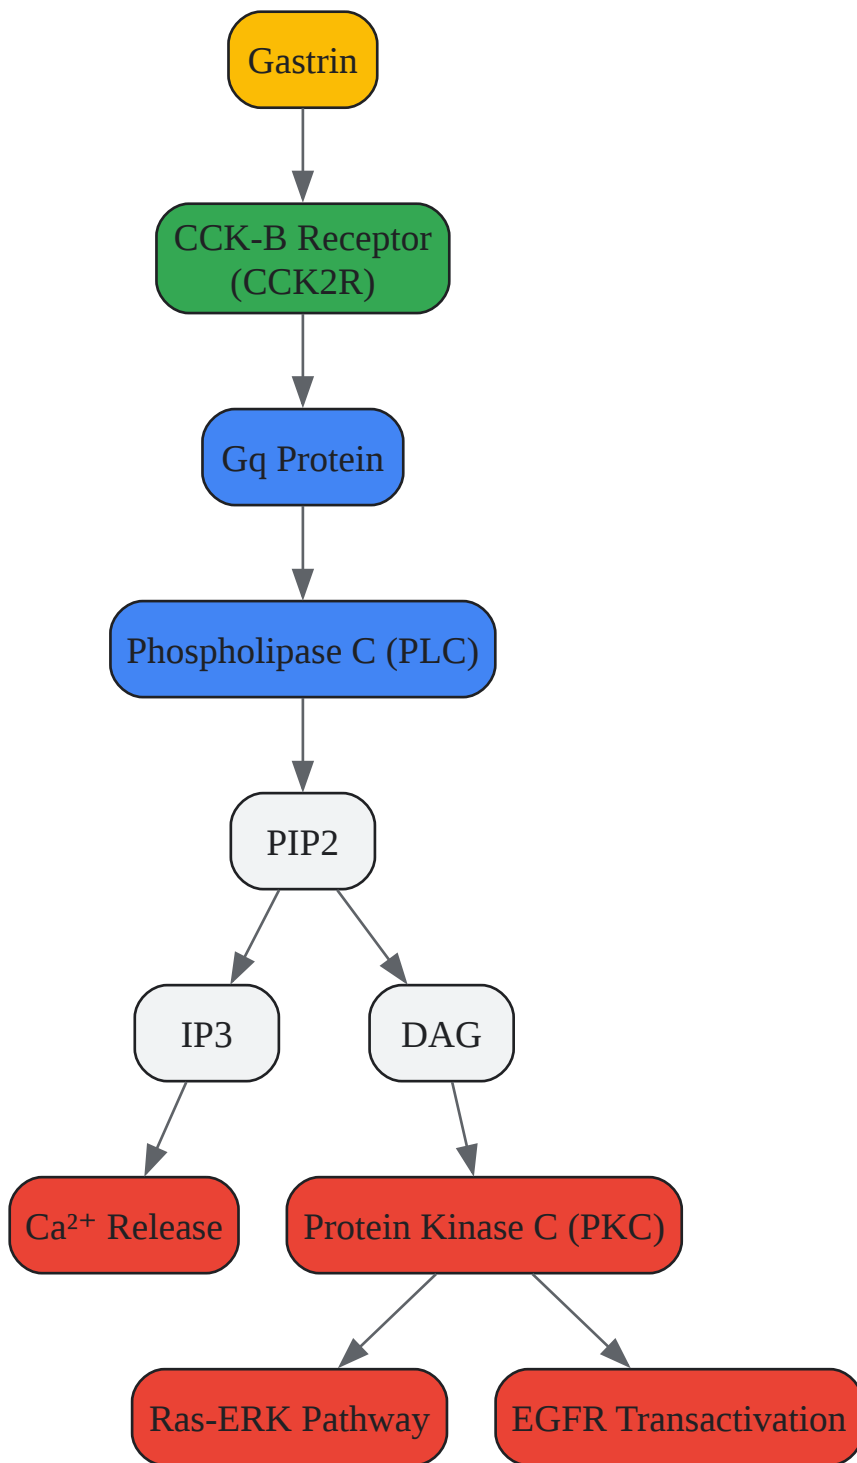 Gastrin
CCK-B Receptor
(CCK2R)
Gq Protein
Phospholipase C (PLC)
PIP2
IP3
DAG
Ca²⁺ Release
Protein Kinase C (PKC)
Ras-ERK Pathway
EGFR Transactivation